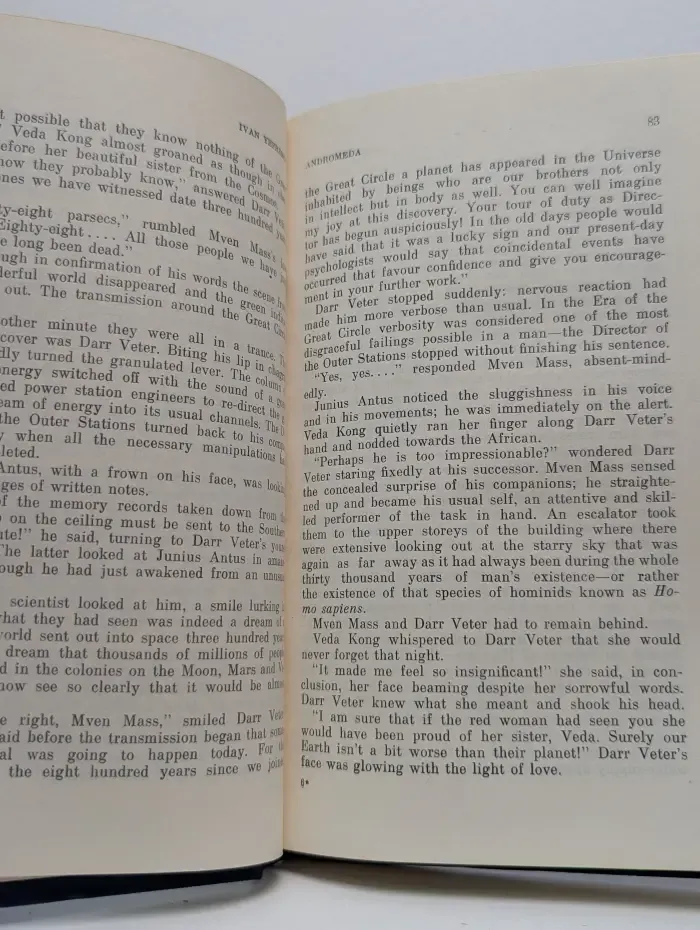 IVAN
t possible that they know nothing of the
Veda Kong almost groaned as though in the
efore her beautiful sister from the Cosmos.
now they probably know," answered Darr
nes we have witnessed date three hundred
ty-eight parsecs," rumbled Mven Mass's
Eighty-eight.... All those people we have
e long been dead."
ugh in confirmation of his words the scene
derful world disappeared and the green
out. The transmission around the Great
other minute they were all in a trance.
cover was Darr Veter. Biting his lip in
dly turned the granulated lever. The column
energy switched off with the sound of a
ed power station engineers to re-direct the
eam of energy into its usual channels. The
the Outer Stations turned back to his
y when all the necessary manipulations
leted.
Antus, with a frown on his face, was
ges of written notes.
of the memory records taken down from
on the ceiling must be sent to the
te!" he said, turning to Darr Veter's
The latter looked at Junius Antus in
ough he had just awakened from an
scientist looked at him, a smile lurking
what they had seen was indeed a dream
world sent out into space three hundred
dream that thousands of millions of
d in the colonies on the Moon, Mars and
now see so clearly that it would be
e right, Mven Mass," smiled Darr
aid before the transmission began that
al was going to happen today. For
the eight hundred years since we
ANDROMEDA 83
the Great Circle a planet has appeared in the Universe
inhabited by beings who are our brothers not only
in intellect but in body as well. You can well imagine
my joy at this discovery. Your tour of duty as Direc-
tor has begun auspiciously! In the old days people would
have said that it was a lucky sign and our present-day
psychologists would say that coincidental events have
occurred that favour confidence and give you encourage-
ment in your further work."
Darr Veter stopped suddenly: nervous reaction had
made him more verbose than usual. In the Era of the
Great Circle verbosity was considered one of the most
disgraceful failings possible in a man—the Director of
the Outer Stations stopped without finishing his sentence.
"Yes, yes...." responded Mven Mass, absent-mind-
edly.
Junius Antus noticed the sluggishness in his voice
and in his movements; he was immediately on the alert.
Veda Kong quietly ran her finger along Darr Veter's
hand and nodded towards the African.
"Perhaps he is too impressionable?" wondered Darr
Veter staring fixedly at his successor. Mven Mass sensed
the concealed surprise of his companions; he straighte-
ned up and became his usual self, an attentive and skil-
led performer of the task in hand. An escalator took
them to the upper storeys of the building where there
were extensive looking out at the starry sky that was
again as far away as it had always been during the whole
thirty thousand years of man's existence—or rather
the existence of that species of hominids known as Ho-
mo sapiens.
Mven Mass and Darr Veter had to remain behind.
Veda Kong whispered to Darr Veter that she would
never forget that night.
"It made me feel so insignificant!" she said, in con-
clusion, her face beaming despite her sorrowful words.
Darr Veter knew what she meant and shook his head.
"I am sure that if the red woman had seen you she
would have been proud of her sister, Veda. Surely our
Earth isn't a bit worse than their planet!" Darr Veter's
face was glowing with the light of love.
6*